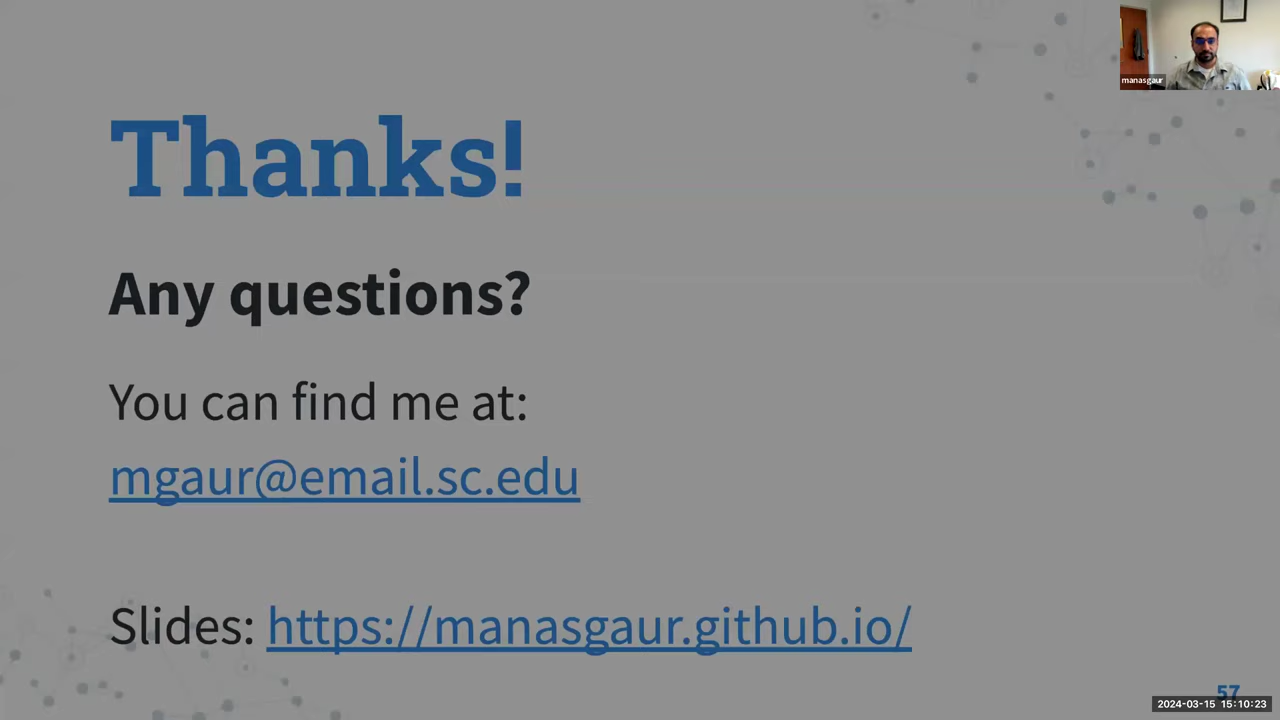 manasgaur
Thanks!
Any questions?
You can find me at:
mgaur@email.sc.edu
Slides: https://manasgaur.github.io/
57
2024-03-15 15:10:23